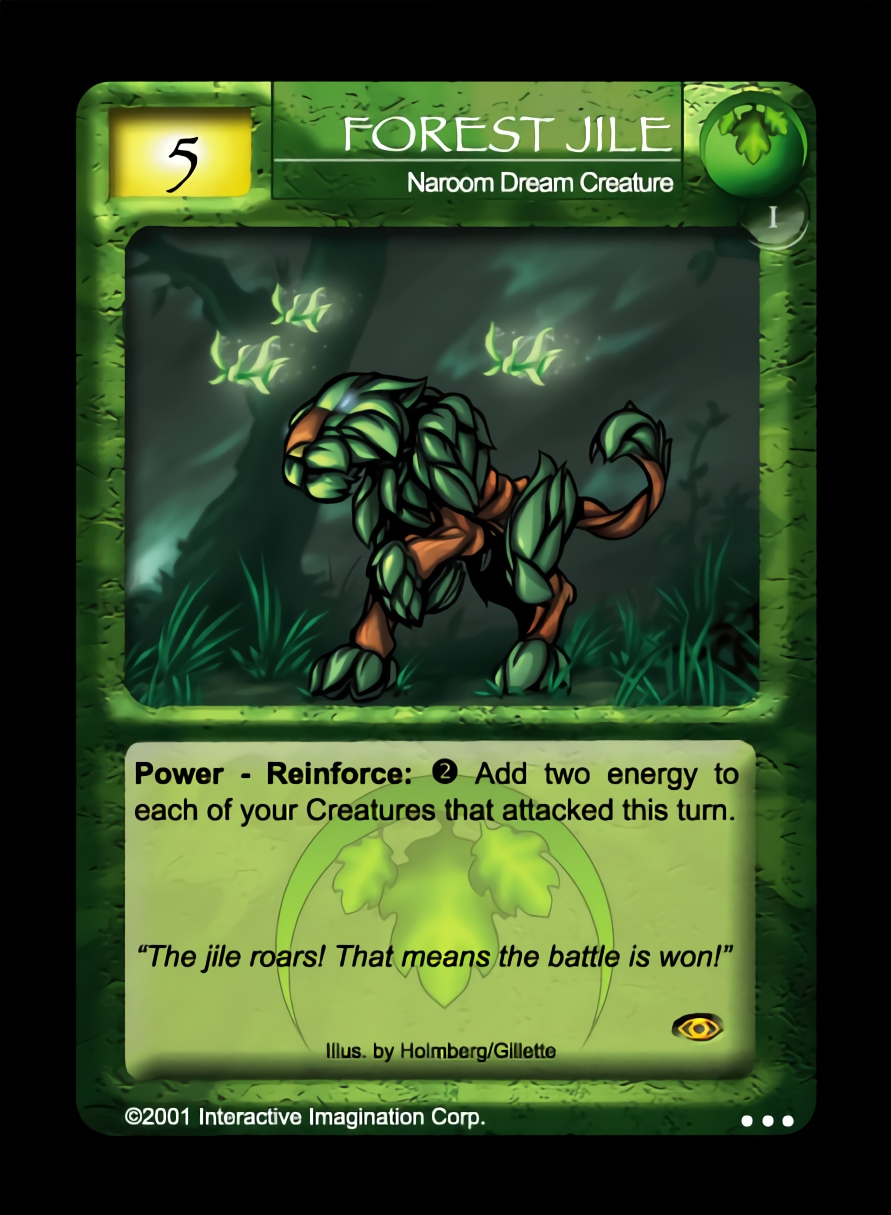 5
FOREST JILE
Naroom Dream Creature
I
Power - Reinforce: ❷ Add two energy to
each of your Creatures that attacked this turn.
“The jile roars! That means the battle is won!”
Illus. by Holmberg/Gillette
©2001 Interactive Imagination Corp.